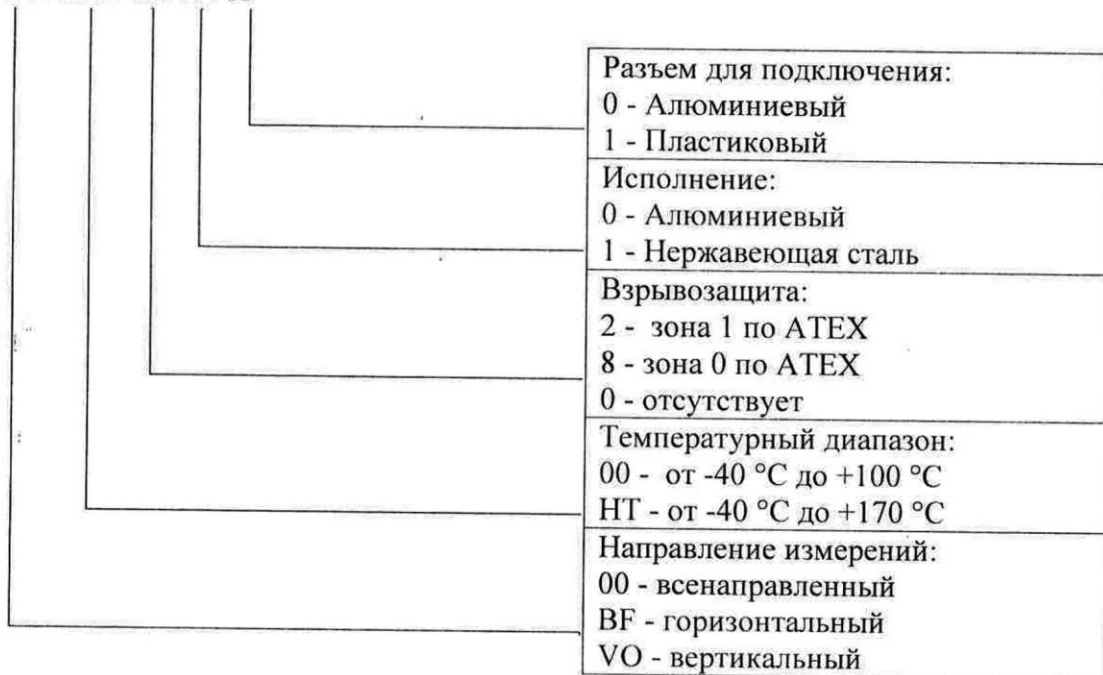 Разъем для подключения:
0 - Алюминиевый
1 - Пластиковый
Исполнение:
0 - Алюминиевый
1 - Нержавеющая сталь
Взрывозащита:
2 - зона 1 по ATEX
8 - зона 0 по ATEX
0 - отсутствует
Температурный диапазон:
00 - от -40 °C до +100 °C
HT - от -40 °C до +170 °C
Направление измерений:
00 - всенаправленный
BF - горизонтальный
VO - вертикальный